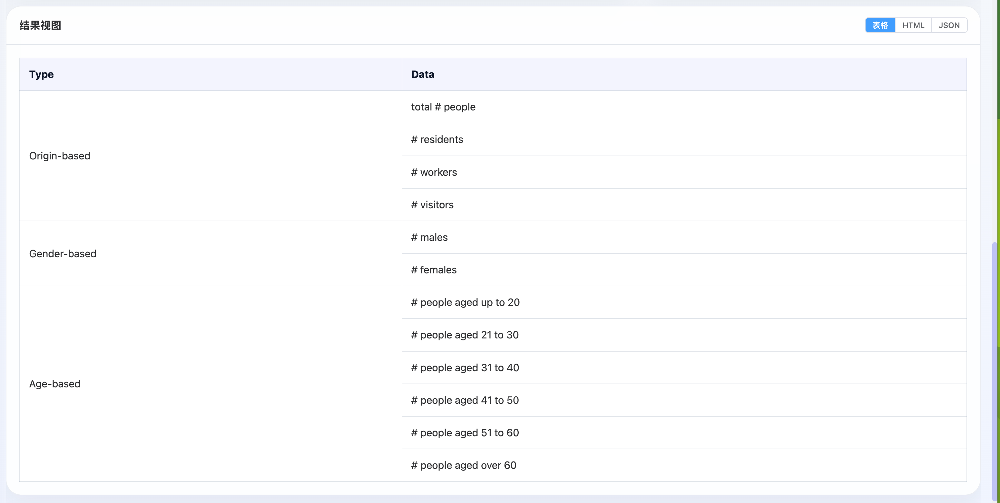 结果视图
表格 HTML JSON
Type Data
Origin-based
total # people
# residents
# workers
# visitors
Gender-based
# males
# females
Age-based
# people aged up to 20
# people aged 21 to 30
# people aged 31 to 40
# people aged 41 to 50
# people aged 51 to 60
# people aged over 60